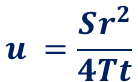 u = Sr² / 4Tt